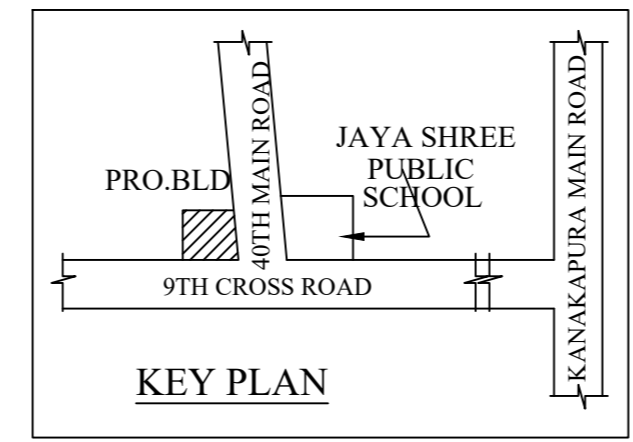 JAYA SHREE
PUBLIC
SCHOOL
PRO.BLD
40TH MAIN ROAD
KANAKAPURA MAIN ROAD
9TH CROSS ROAD
KEY PLAN